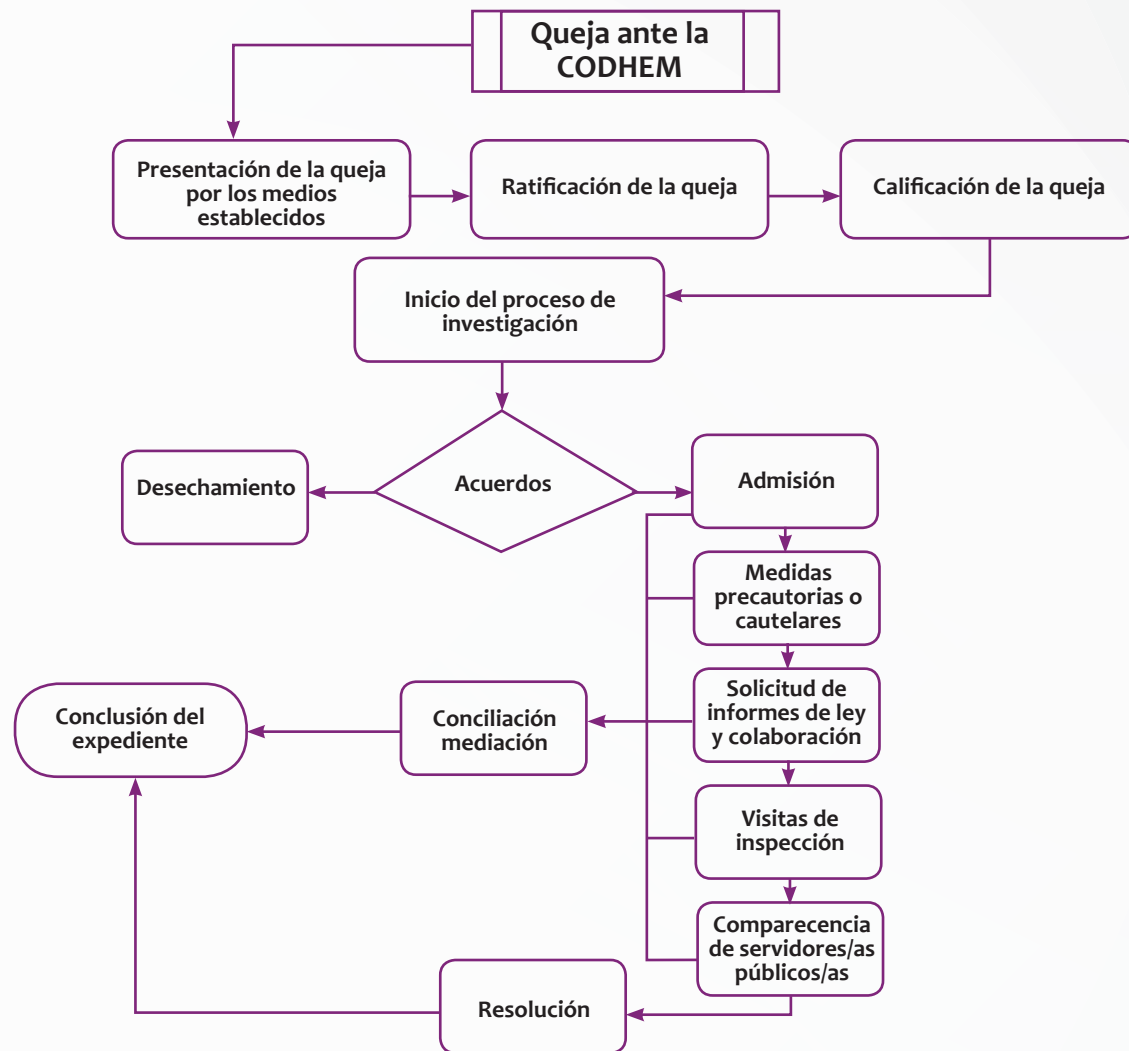 Queja ante la
CODHEM
Presentación de la queja
por los medios
establecidos
Ratificación de la queja
Calificación de la queja
Inicio del proceso de
investigación
Desechamiento
Acuerdos
Admisión
Medidas
precautorias o
cautelares
Solicitud de
informes de ley
y colaboración
Conciliación
mediación
Conclusión del
expediente
Visitas de
inspección
Comparecencia
de servidores/as
públicos/as
Resolución